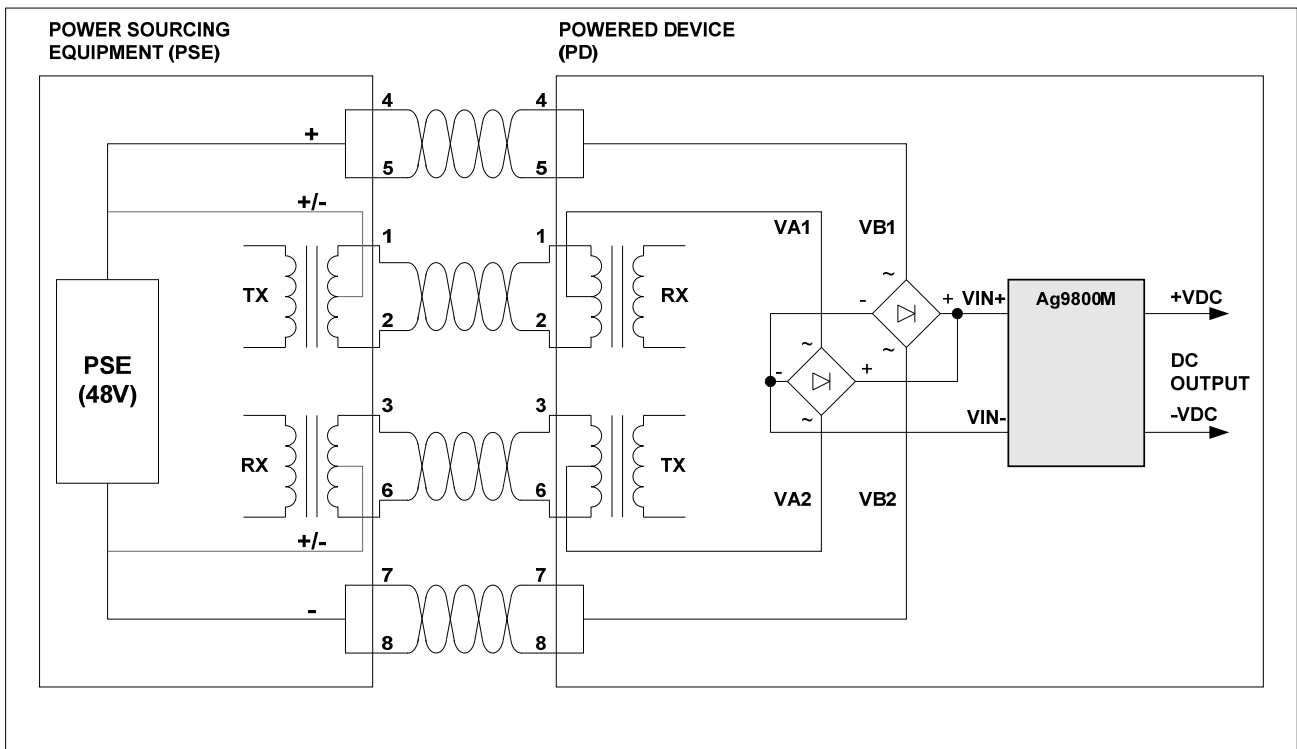 POWER SOURCING
EQUIPMENT (PSE)
POWERED DEVICE
(PD)
4
4
+
5
5
+/-
1
1
VA1
VB1
TX
RX
~
-
+
VIN+
Ag9800M
+VDC
2
2
~
~
PSE
(48V)
-
+
DC
OUTPUT
3
3
~
VIN-
-VDC
RX
TX
6
6
VA2
VB2
+/-
7
7
-
8
8